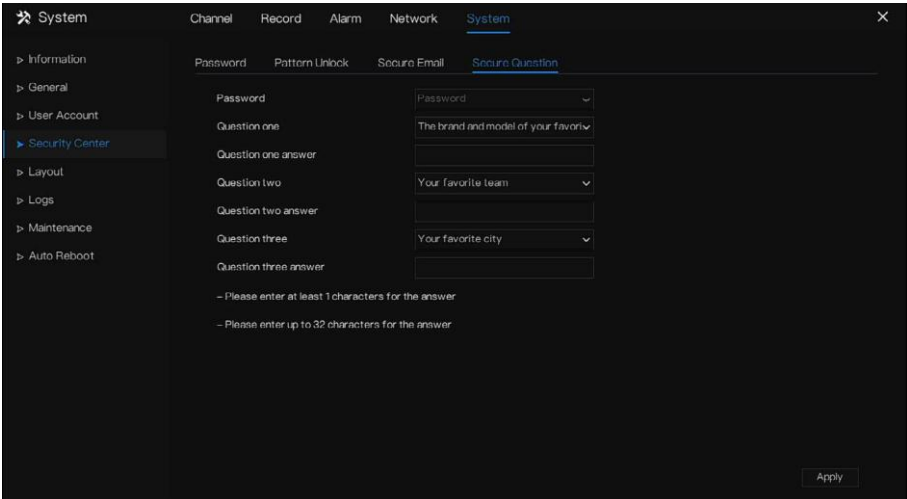 System
Channel Record Alarm Network System
Information
General
User Account
Security Center
Layout
Logs
Maintenance
Auto Reboot
Password Pattern Unlock Secure Email Secure Question
Password Password
Question one The brand and model of your favori
Question one answer
Question two Your favorite team
Question two answer
Question three Your favorite city
Question three answer
– Please enter at least 1 characters for the answer
– Please enter up to 32 characters for the answer
Apply